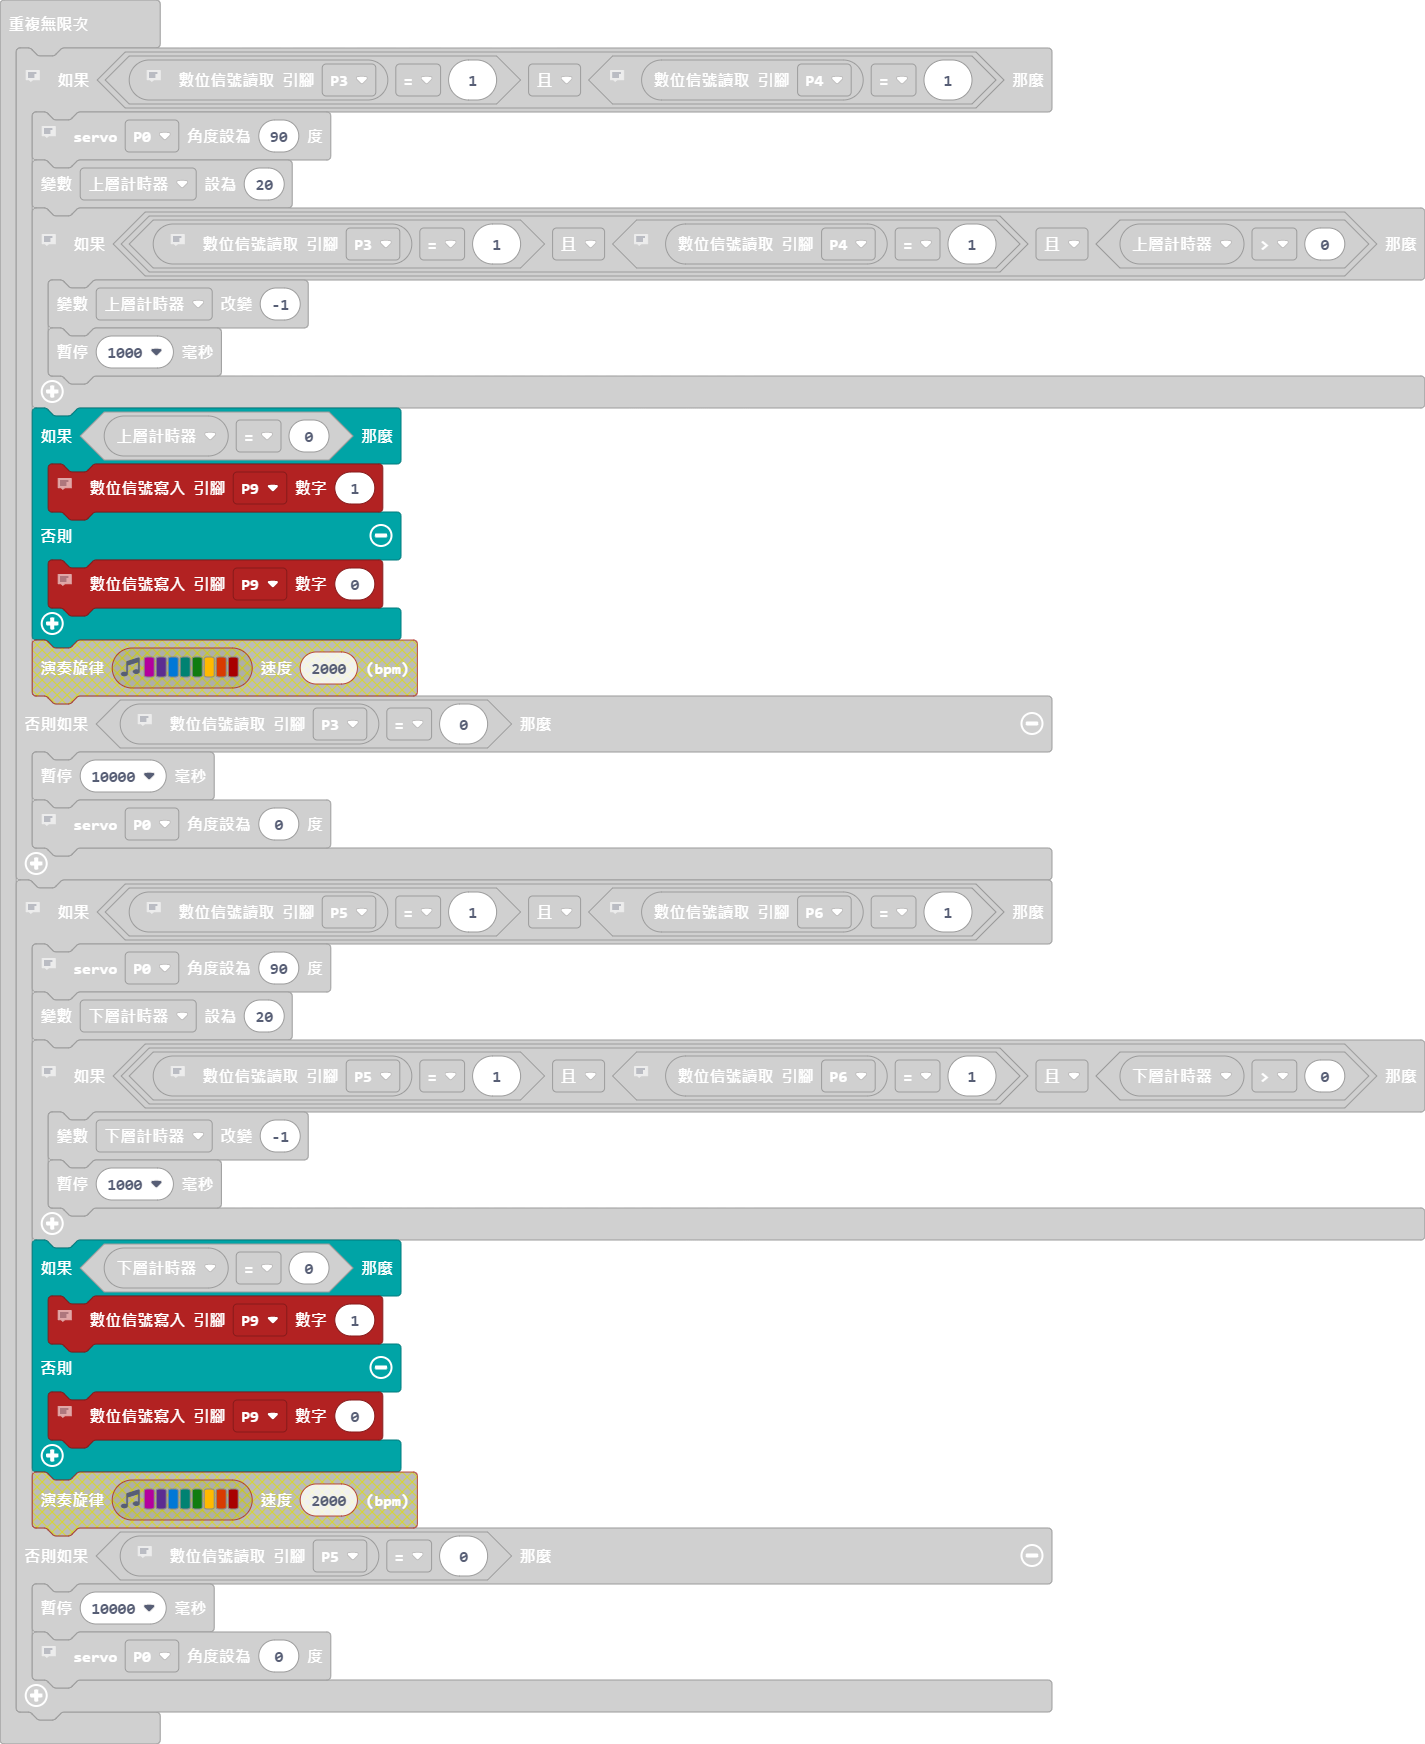 重複無限次
如果 數位信號讀取 引腳 P3 = 1 且 數位信號讀取 引腳 P4 = 1 那麼
servo P0 角度設為 90 度
變數 上層計時器 設為 20
如果 數位信號讀取 引腳 P3 = 1 且 數位信號讀取 引腳 P4 = 1 且 上層計時器 > 0 那麼
變數 上層計時器 改變 -1
暫停 1000 毫秒
如果 上層計時器 = 0 那麼
數位信號寫入 引腳 P9 數字 1
否則
數位信號寫入 引腳 P9 數字 0
演奏旋律 速度 2000 (bpm)
否則如果 數位信號讀取 引腳 P3 = 0 那麼
暫停 10000 毫秒
servo P0 角度設為 0 度
如果 數位信號讀取 引腳 P5 = 1 且 數位信號讀取 引腳 P6 = 1 那麼
servo P0 角度設為 90 度
變數 下層計時器 設為 20
如果 數位信號讀取 引腳 P5 = 1 且 數位信號讀取 引腳 P6 = 1 且 下層計時器 > 0 那麼
變數 下層計時器 改變 -1
暫停 1000 毫秒
如果 下層計時器 = 0 那麼
數位信號寫入 引腳 P9 數字 1
否則
數位信號寫入 引腳 P9 數字 0
演奏旋律 速度 2000 (bpm)
否則如果 數位信號讀取 引腳 P5 = 0 那麼
暫停 10000 毫秒
servo P0 角度設為 0 度